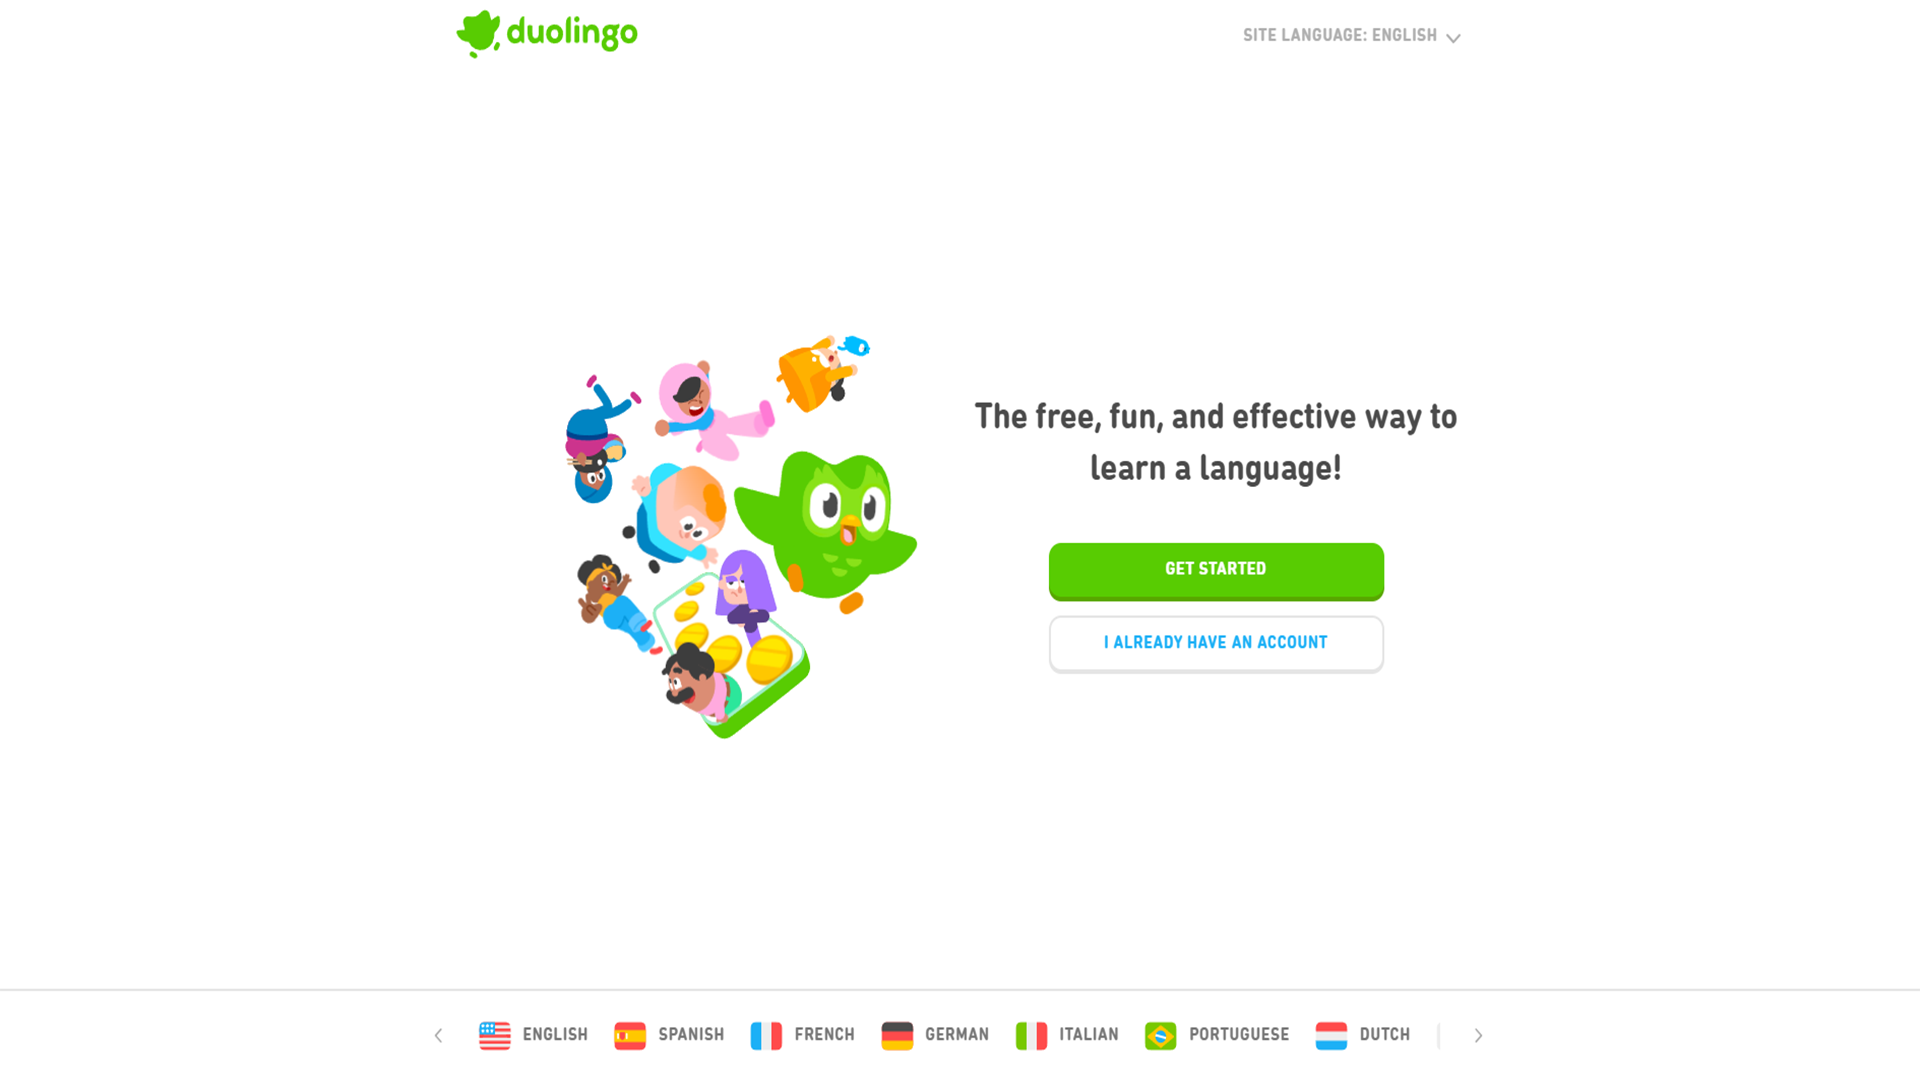 duolingo
SITE LANGUAGE: ENGLISH
The free, fun, and effective way to
learn a language!
GET STARTED
I ALREADY HAVE AN ACCOUNT
ENGLISH
SPANISH
FRENCH
GERMAN
ITALIAN
PORTUGUESE
DUTCH